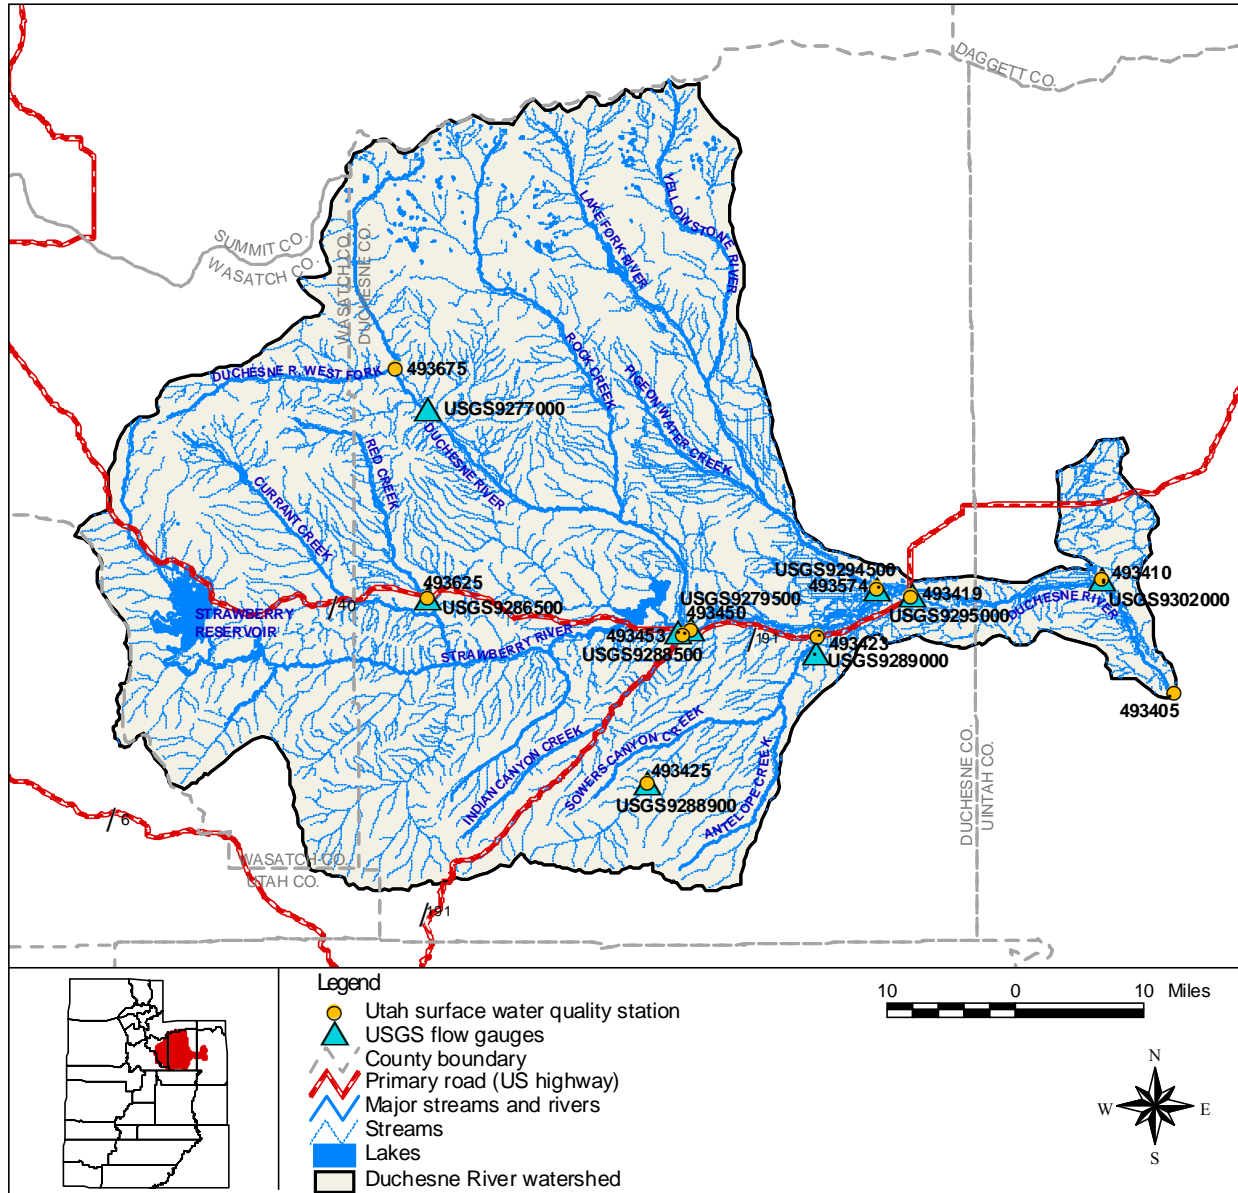 DAGGETT CO.
SUMMIT CO.
WASATCH CO.
WASATCH CO.
DUCHESNE CO.
YELLOWSTONE RIVER
LAKE FORK RIVER
ROCK CREEK
PIGEON WATER CREEK
DUCHESNE R. WEST FORK
493675
USGS9277000
DUCHESNE RIVER
RED CREEK
CURRANT CREEK
493625
USGS9286500
40
STRAWBERRY
RESERVOIR
STRAWBERRY RIVER
USGS9294500
493574
USGS9279500
493450
493453
USGS9288500
191
493419
USGS9295000
493423
USGS9289000
493410
USGS9302000
DUCHESNE RIVER
493405
INDIAN CANYON CREEK
SOWERS CANYON CREEK
ANTELOPE CREEK
493425
USGS9288900
DUCHESNE CO.
UINTAH CO.
6
WASATCH CO.
UTAH CO.
191
Legend
Utah surface water quality station
USGS flow gauges
County boundary
Primary road (US highway)
Major streams and rivers
Streams
Lakes
Duchesne River watershed
10 0 10 Miles
N
W E
S